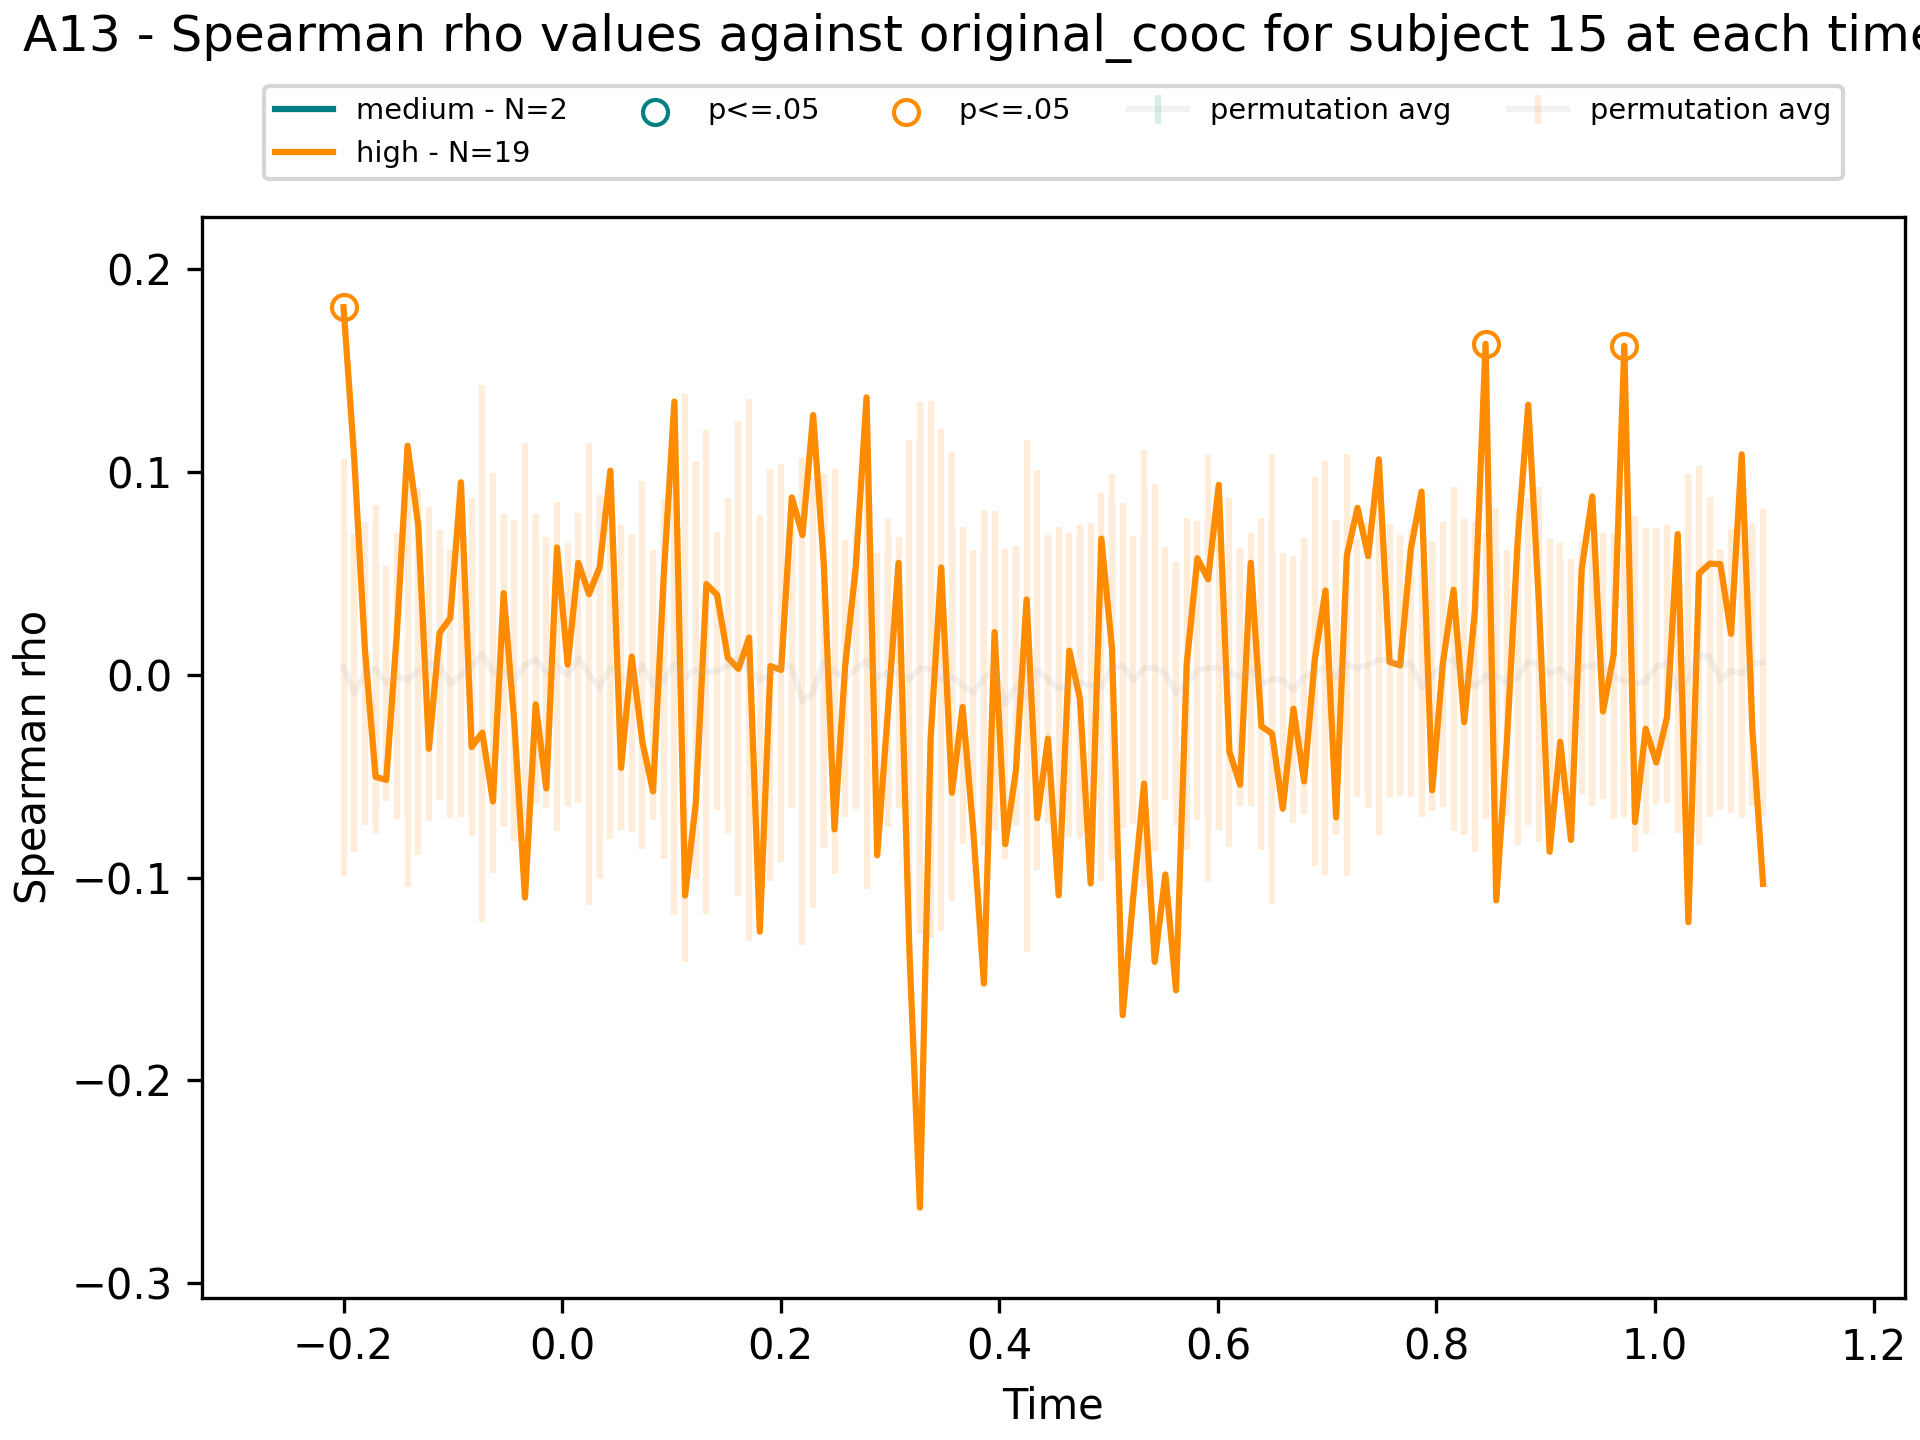 A13 - Spearman rho values against original_cooc for subject 15 at each time
medium - N=2
high - N=19
p<=.05
p<=.05
permutation avg
permutation avg
Spearman rho
0.2
0.1
0.0
−0.1
−0.2
−0.3
−0.2 0.0 0.2 0.4 0.6 0.8 1.0 1.2
Time